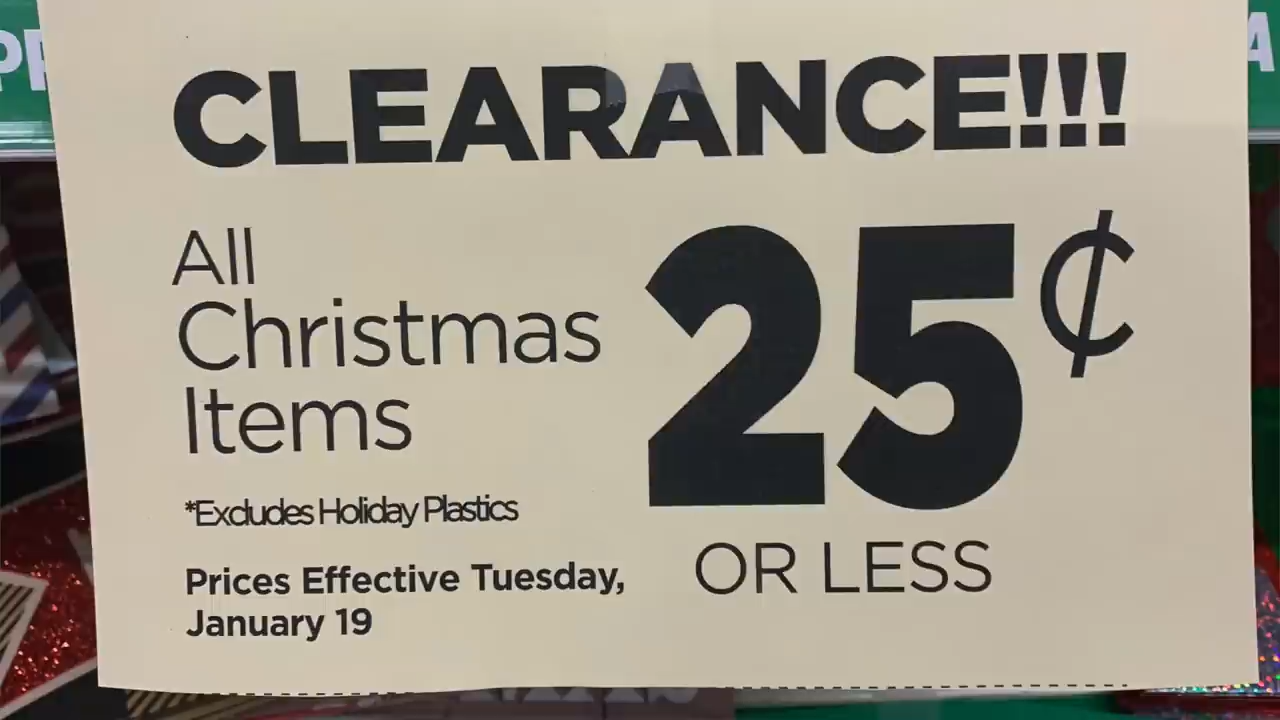 CLEARANCE!!!
All
Christmas
Items
25¢
OR LESS
*Excludes Holiday Plastics
Prices Effective Tuesday,
January 19